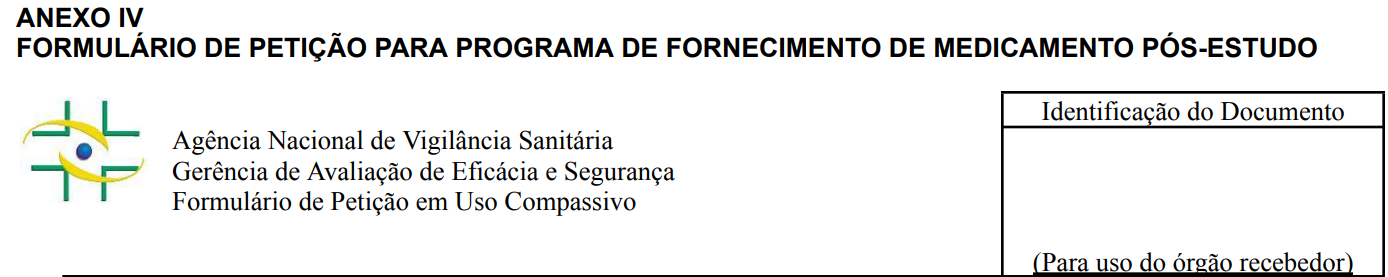 ANEXO IV
FORMULÁRIO DE PETIÇÃO PARA PROGRAMA DE FORNECIMENTO DE MEDICAMENTO PÓS-ESTUDO
Identificação do Documento
Agência Nacional de Vigilância Sanitária
Gerência de Avaliação de Eficácia e Segurança
Formulário de Petição em Uso Compassivo
(Para uso do órgão recebedor)